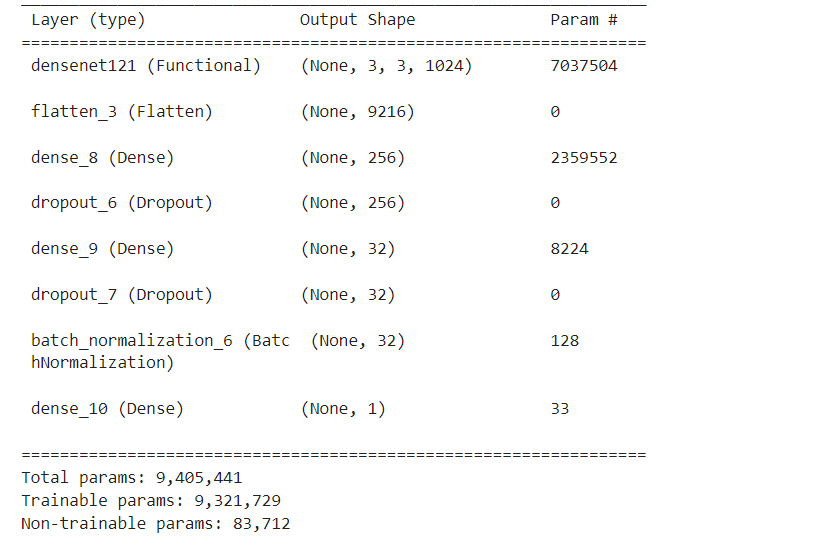 Layer (type) Output Shape Param #
densenet121 (Functional) (None, 3, 3, 1024) 7037504
flatten_3 (Flatten) (None, 9216) 0
dense_8 (Dense) (None, 256) 2359552
dropout_6 (Dropout) (None, 256) 0
dense_9 (Dense) (None, 32) 8224
dropout_7 (Dropout) (None, 32) 0
batch_normalization_6 (Batc (None, 32) 128
hNormalization)
dense_10 (Dense) (None, 1) 33
Total params: 9,405,441
Trainable params: 9,321,729
Non-trainable params: 83,712